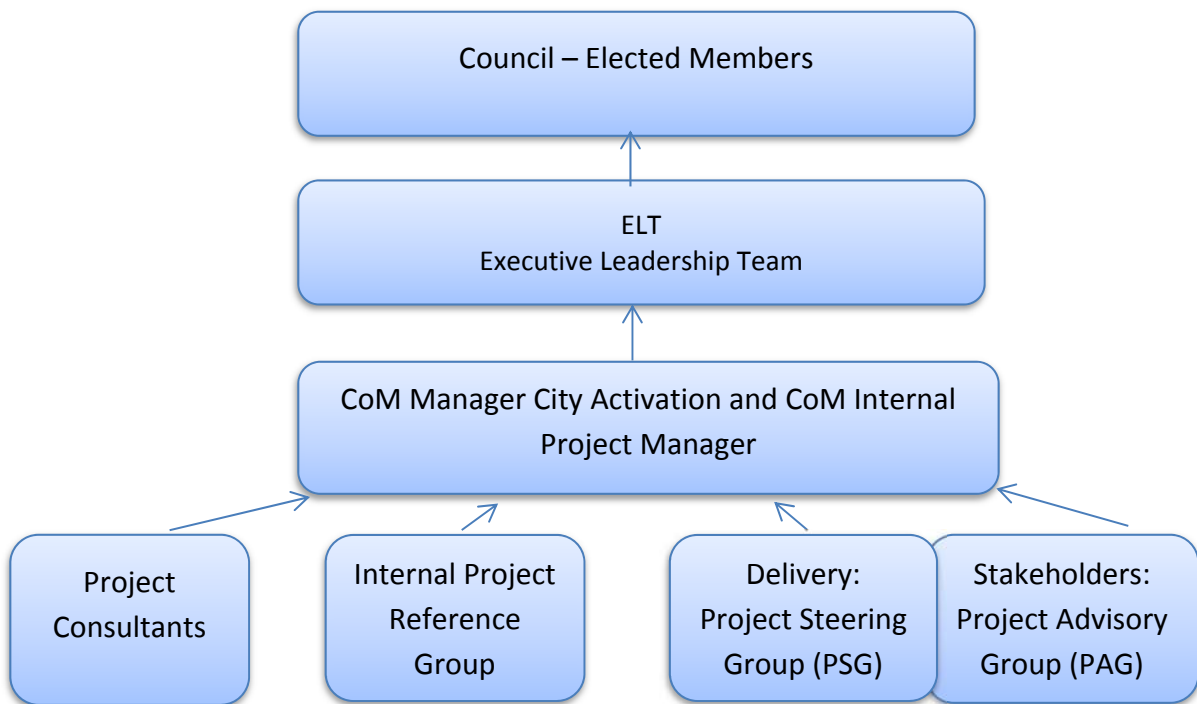 Council – Elected Members
ELT
Executive Leadership Team
CoM Manager City Activation and CoM Internal
Project Manager
Project
Consultants
Internal Project
Reference
Group
Delivery:
Project Steering
Group (PSG)
Stakeholders:
Project Advisory
Group (PAG)